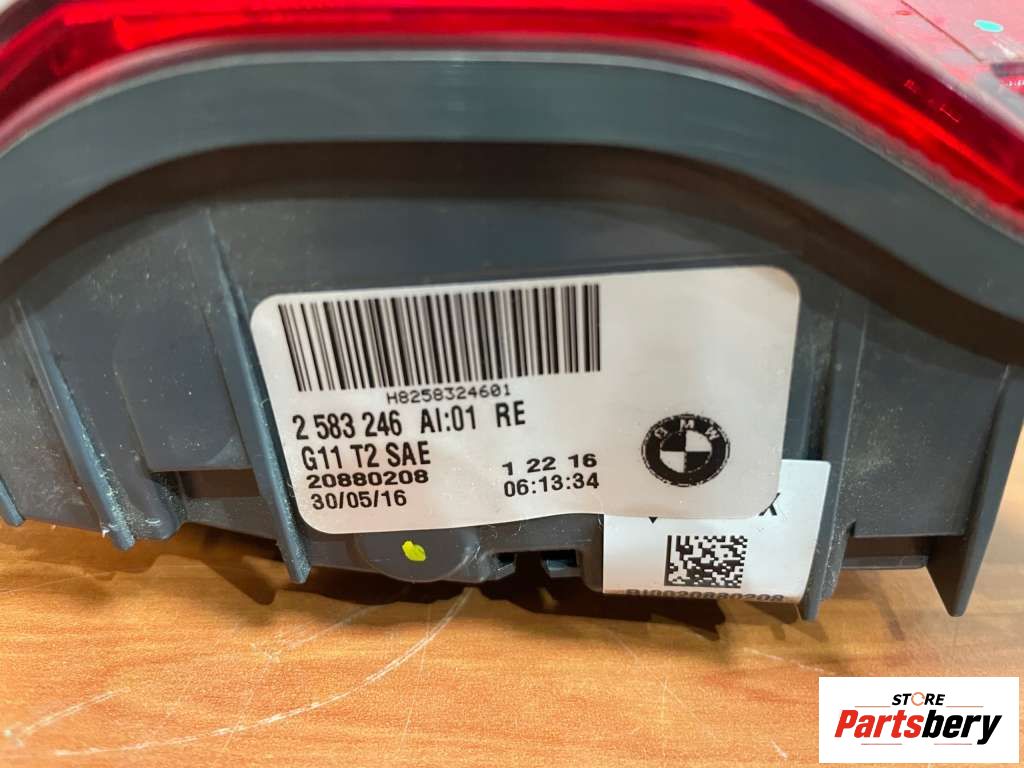 H8258324601
2 583 246 AI:01 RE
G11 T2 SAE
20880208
30/05/16
1 22 16
06:13:34
BMW
X
STORE
Partsbery